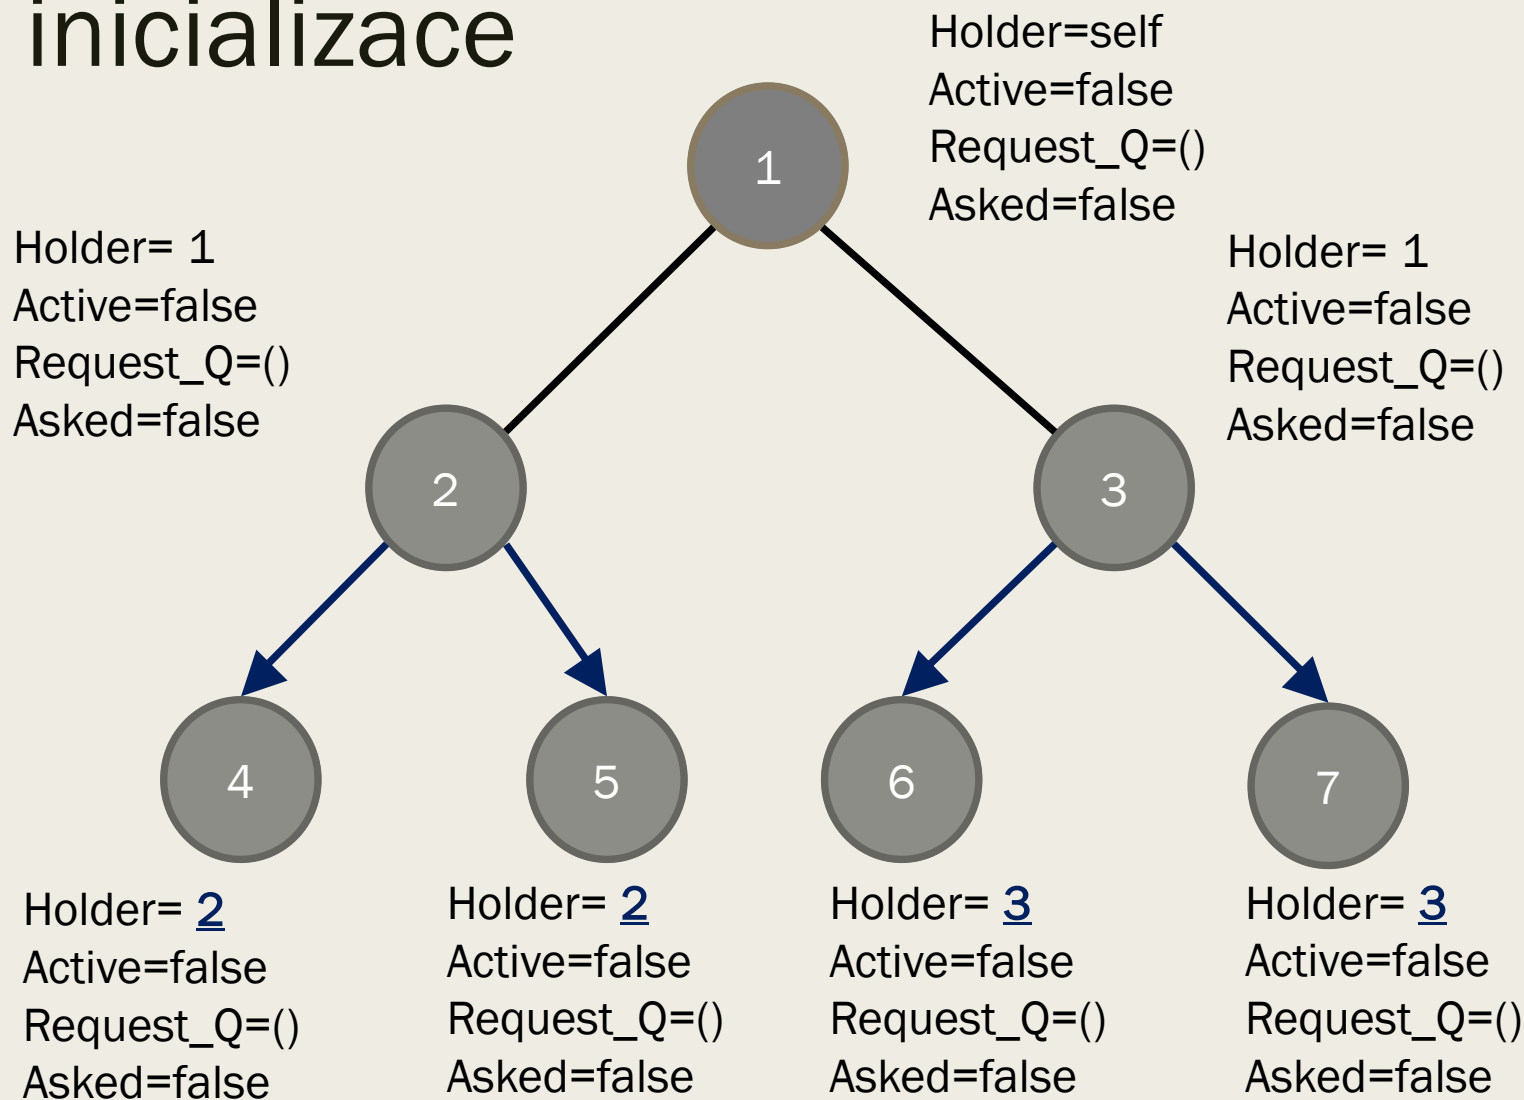 inicializace
Holder=self
Active=false
Request_Q=()
Asked=false
1
Holder= 1
Active=false
Request_Q=()
Asked=false
Holder= 1
Active=false
Request_Q=()
Asked=false
2
3
4
5
6
7
Holder= 2
Active=false
Request_Q=()
Asked=false
Holder= 2
Active=false
Request_Q=()
Asked=false
Holder= 3
Active=false
Request_Q=()
Asked=false
Holder= 3
Active=false
Request_Q=()
Asked=false